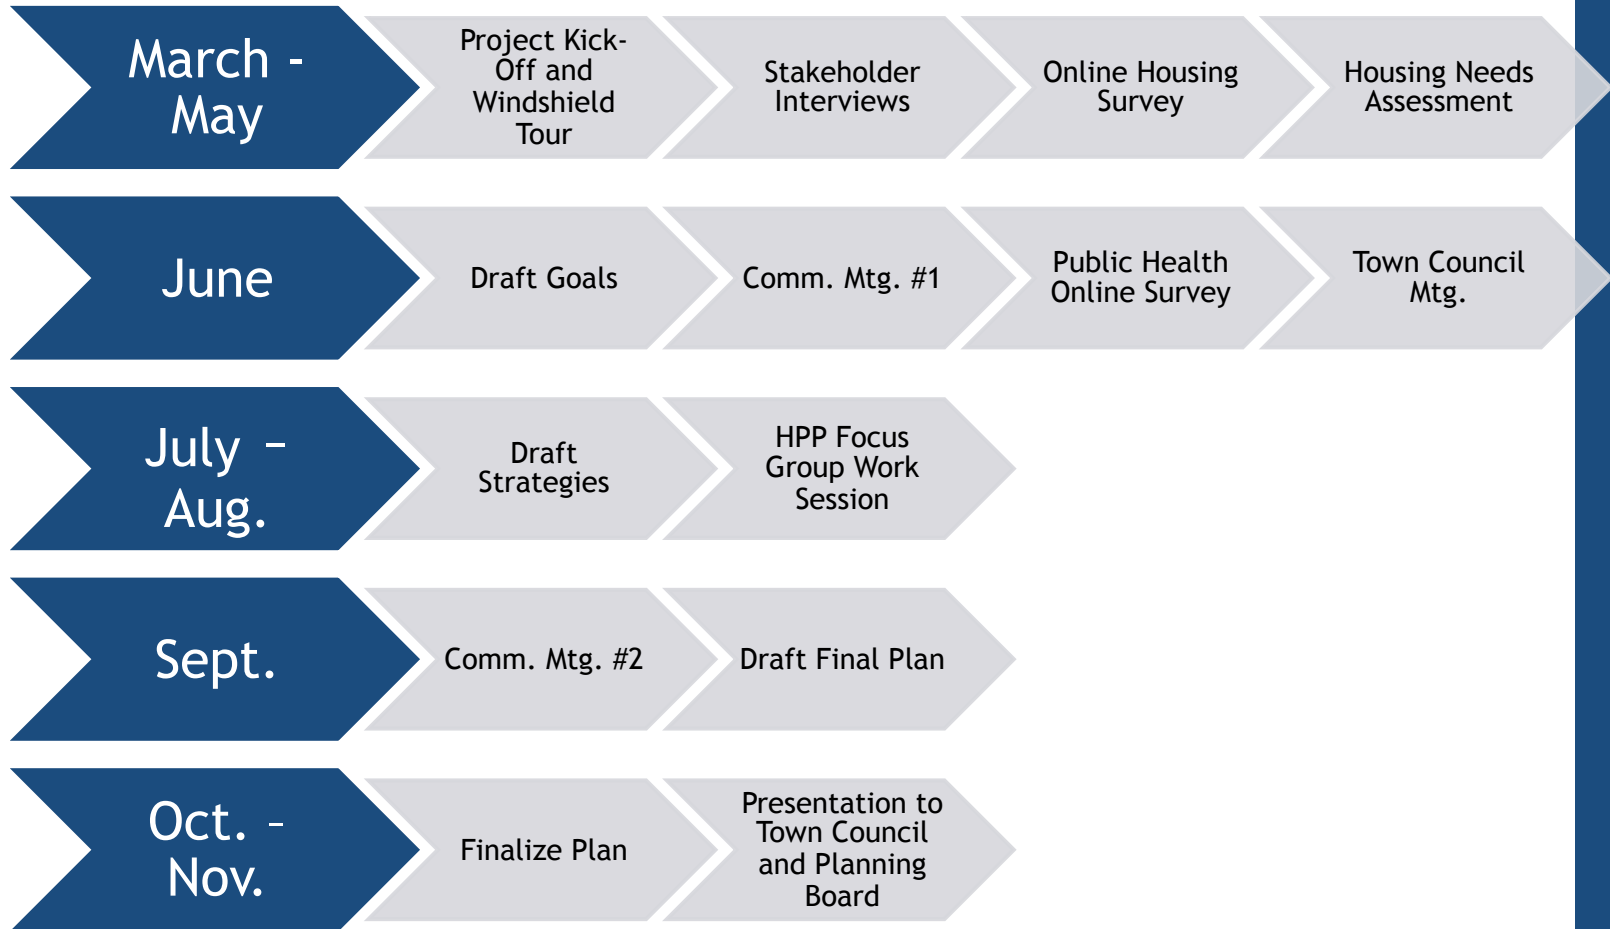 March -
May
Project Kick-
Off and
Windshield
Tour
Stakeholder
Interviews
Online Housing
Survey
Housing Needs
Assessment
June
Draft Goals
Comm. Mtg. #1
Public Health
Online Survey
Town Council
Mtg.
July –
Aug.
Draft
Strategies
HPP Focus
Group Work
Session
Sept.
Comm. Mtg. #2
Draft Final Plan
Oct. –
Nov.
Finalize Plan
Presentation to
Town Council
and Planning
Board